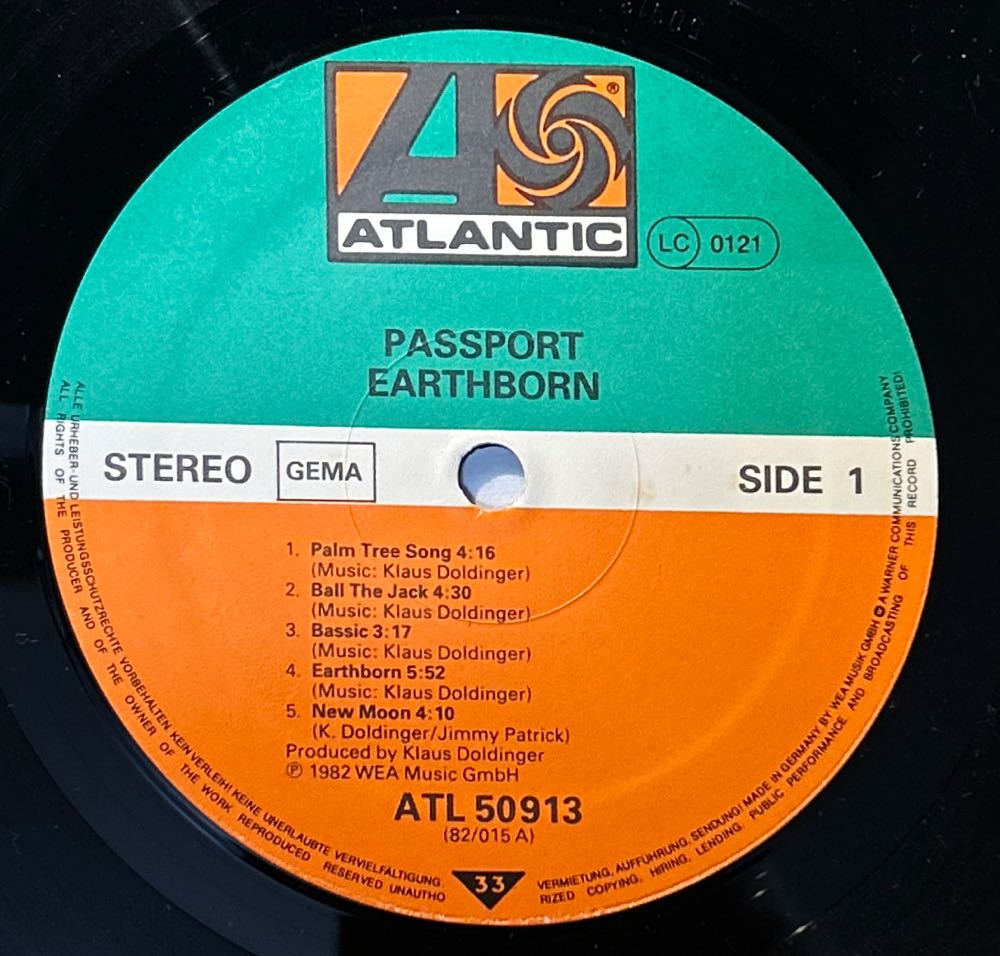 A
®
ATLANTIC
LC 0121
PASSPORT
EARTHBORN
STEREO GEMA SIDE 1
1. Palm Tree Song 4:16
(Music: Klaus Doldinger)
2. Ball The Jack 4:30
(Music: Klaus Doldinger)
3. Bassic 3:17
(Music: Klaus Doldinger)
4. Earthborn 5:52
(Music: Klaus Doldinger)
5. New Moon 4:10
(K. Doldinger/Jimmy Patrick)
Produced by Klaus Doldinger
℗ 1982 WEA Music GmbH
ATL 50913
(82/015 A)
33
ALLE URHEBER- UND LEISTUNGSSCHUTZRECHTE VORBEHALTEN. KEIN VERLEIH! KEINE UNERLAUBTE VERVIELFÄLTIGUNG, VERMIETUNG, AUFFÜHRUNG, SENDUNG! MADE IN GERMANY BY WEA MUSIK GMBH A WARNER COMMUNICATIONS COMPANY
ALL RIGHTS OF THE PRODUCER AND OF THE OWNER OF THE WORK REPRODUCED RESERVED UNAUTHORIZED COPYING, HIRING, LENDING, PUBLIC PERFORMANCE AND BROADCASTING OF THIS RECORD PROHIBITED!